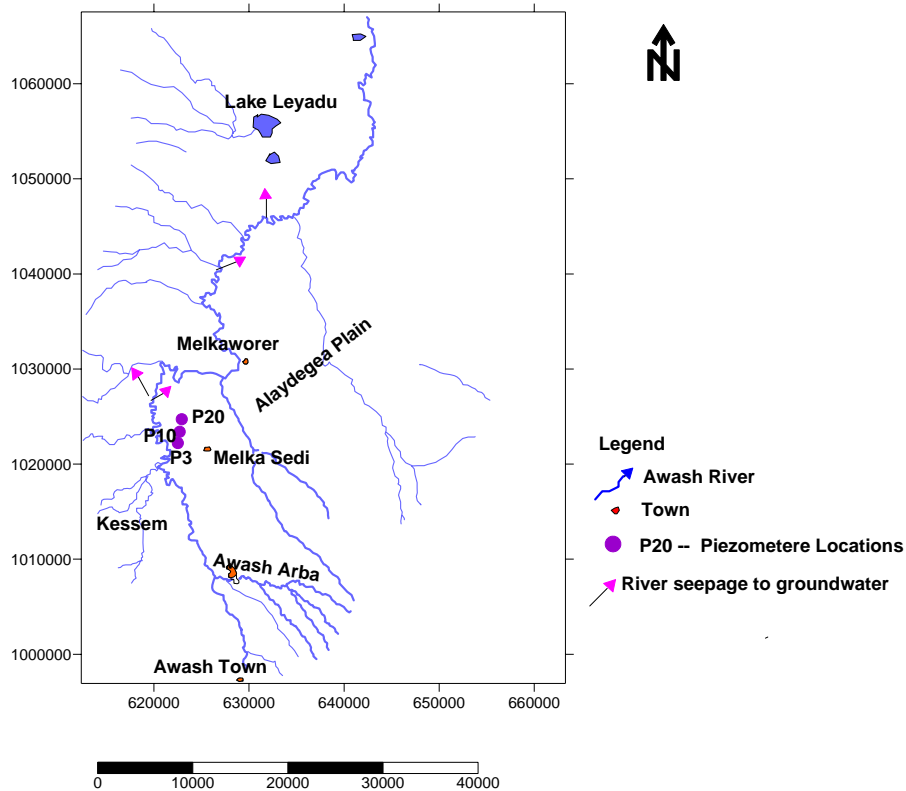 N
1060000
Lake Leyadu
1050000
1040000
Melkaworer
1030000
Alaydegea Plain
P20
P10
P3
Melka Sedi
1020000
Kessem
1010000
Awash Arba
1000000
Awash Town
620000 630000 640000 650000 660000
0 10000 20000 30000 40000
Legend
Awash River
Town
P20 -- Piezometere Locations
River seepage to groundwater